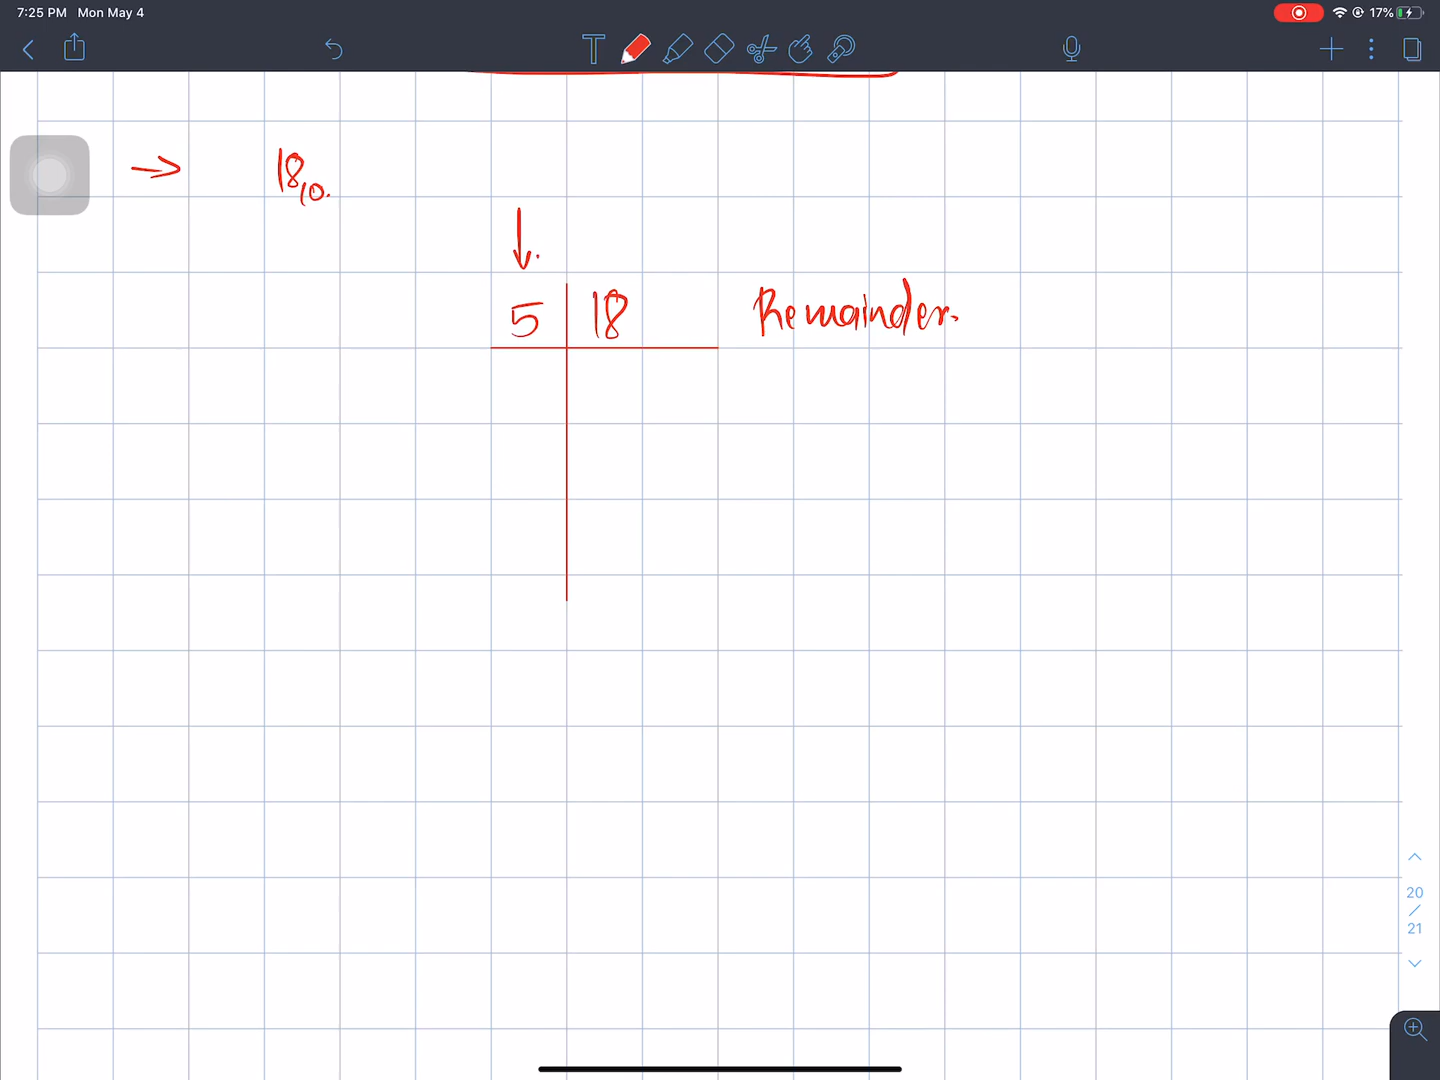 7:25 PM Mon May 4 17%
→ 18₁₀.
↓.
5 | 18 Remainder.
20
/
21